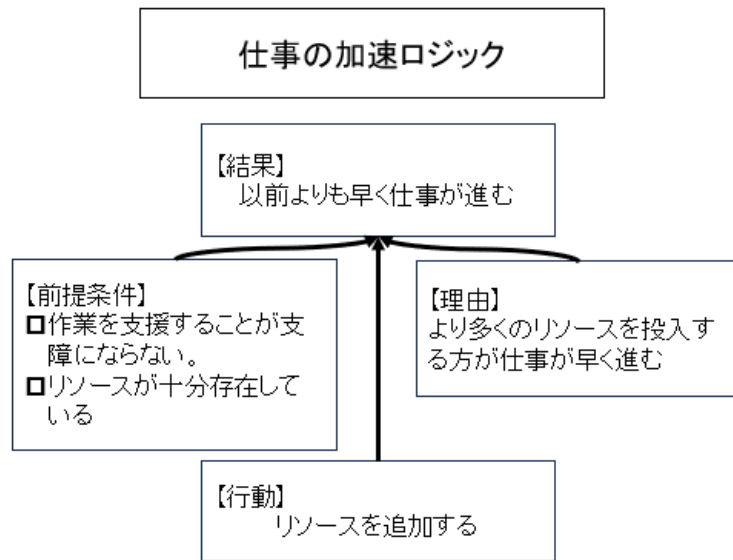 仕事の加速ロジック
【結果】
以前よりも早く仕事が進む
【前提条件】
作業を支援することが支
障にならない。
リソースが十分存在して
いる
【理由】
より多くのリソースを投入す
る方が仕事が早く進む
【行動】
リソースを追加する